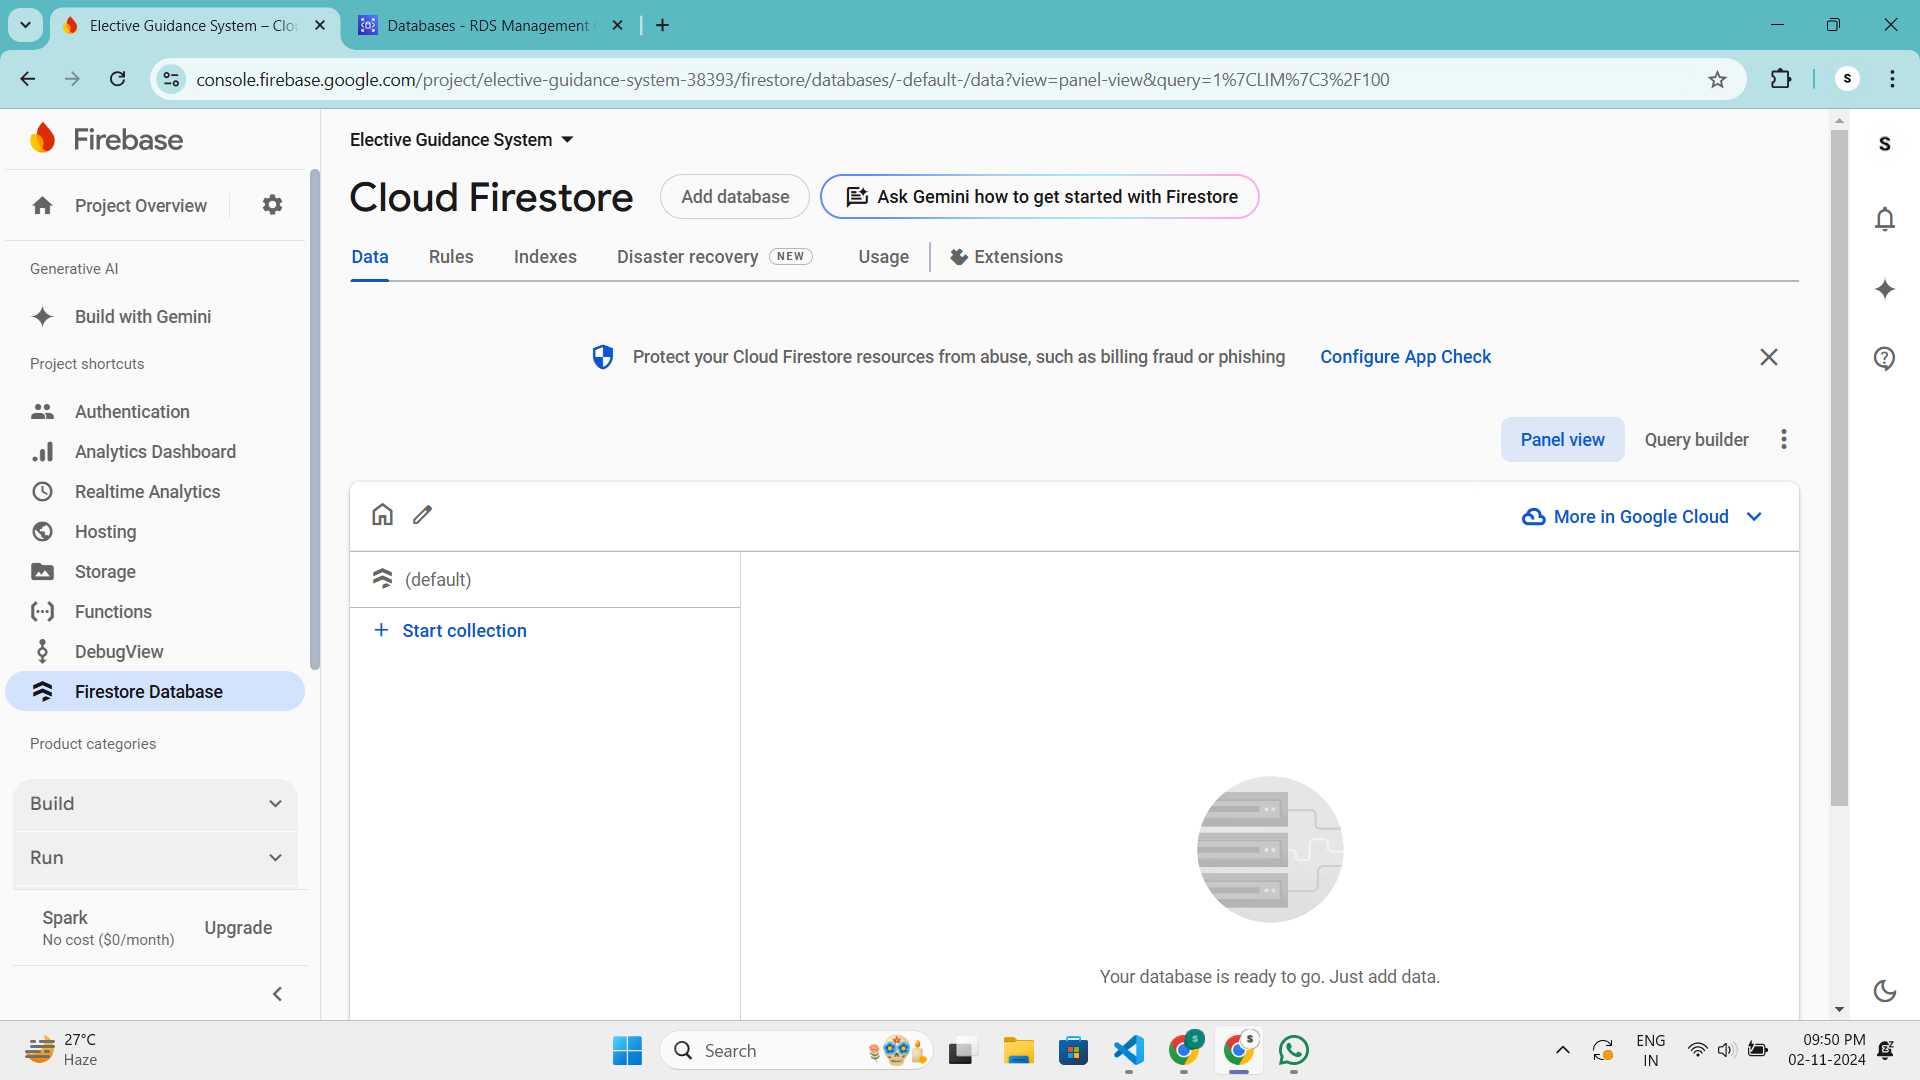 Elective Guidance System – Clo
Databases - RDS Management
console.firebase.google.com/project/elective-guidance-system-38393/firestore/databases/-default-/data?view=panel-view&query=1%7CLIM%7C3%2F100
S
Firebase
Project Overview
Generative AI
Build with Gemini
Project shortcuts
Authentication
Analytics Dashboard
Realtime Analytics
Hosting
Storage
Functions
DebugView
Firestore Database
Product categories
Build
Run
Spark
No cost ($0/month)
Upgrade
Elective Guidance System
Cloud Firestore
Add database
Ask Gemini how to get started with Firestore
Data Rules Indexes Disaster recovery NEW Usage Extensions
Protect your Cloud Firestore resources from abuse, such as billing fraud or phishing Configure App Check
Panel view Query builder
More in Google Cloud
(default)
+ Start collection
Your database is ready to go. Just add data.
S
27°C
Haze
Search
S
S
ENG
IN
09:50 PM
02-11-2024